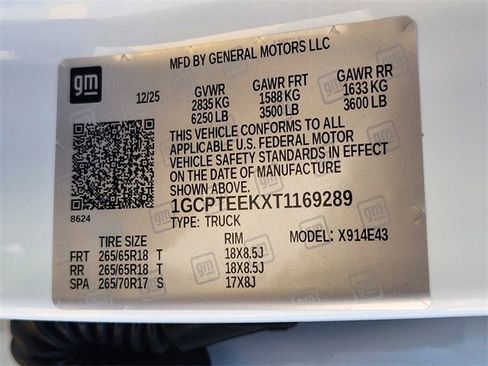 MFD BY GENERAL MOTORS LLC
gm
12/25 GVWR GAWR FRT GAWR RR
2835 KG 1588 KG 1633 KG
6250 LB 3500 LB 3600 LB
THIS VEHICLE CONFORMS TO ALL
APPLICABLE U.S. FEDERAL MOTOR
VEHICLE SAFETY STANDARDS IN EFFECT
ON THE DATE OF MANUFACTURE
SHOWN ABOVE.
8624
1GCPTEEKXT1169289
TYPE: TRUCK
TIRE SIZE RIM MODEL: X914E43
FRT 265/65R18 T 18X8.5J
RR 265/65R18 T 18X8.5J
SPA 265/70R17 S 17X8J